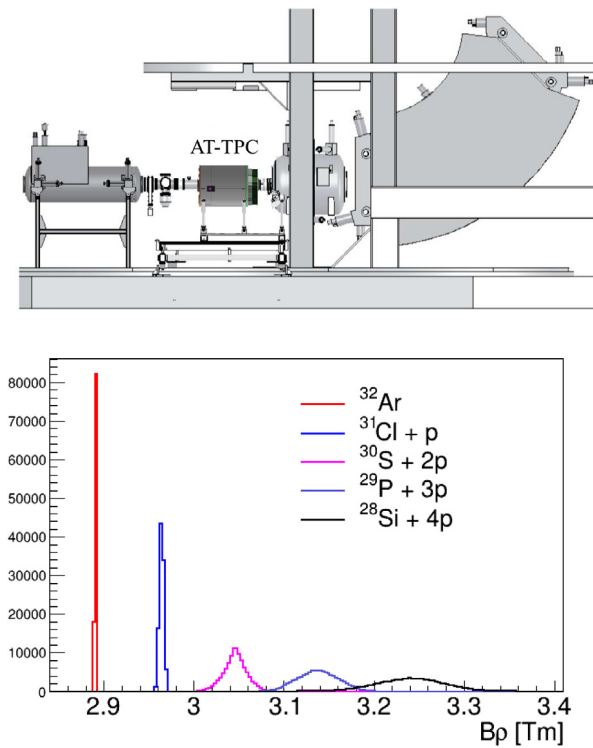 AT-TPC
80000
70000
60000
50000
40000
30000
20000
10000
0
³²Ar
³¹Cl + p
³⁰S + 2p
²⁹P + 3p
²⁸Si + 4p
2.9 3 3.1 3.2 3.3 3.4
Bρ [Tm]